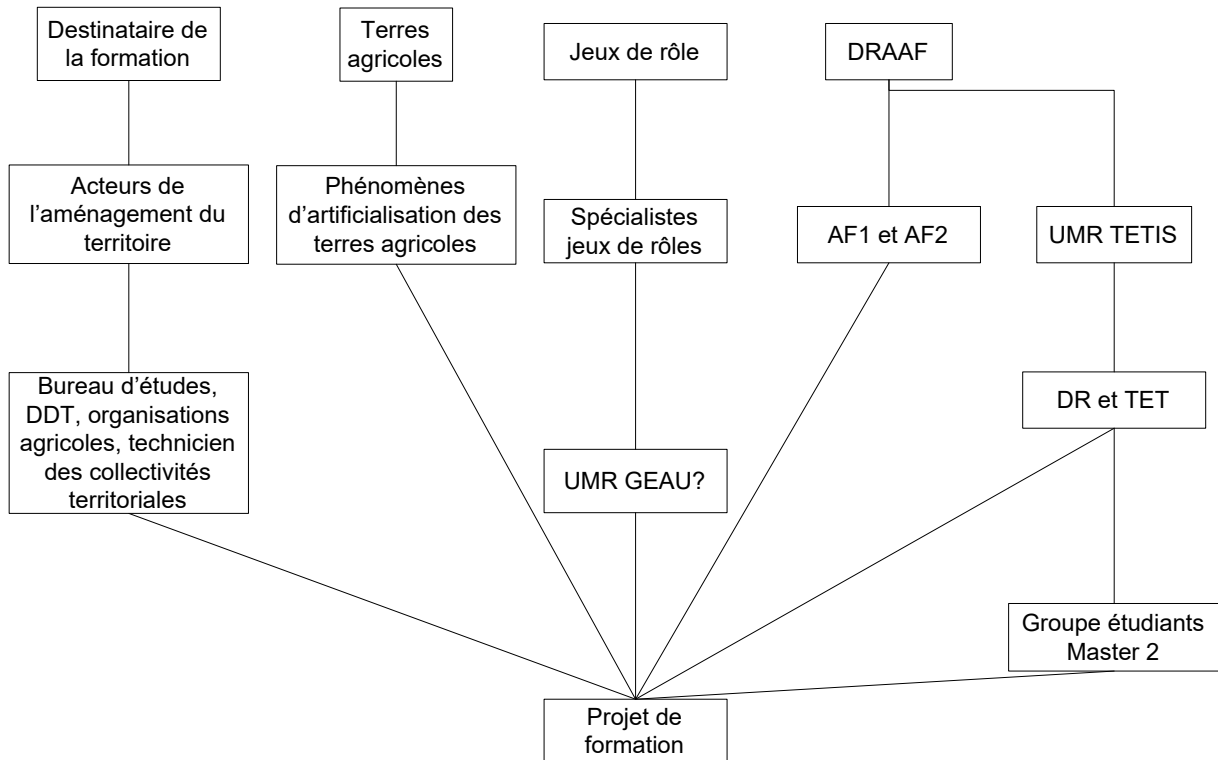 Destinataire de
la formation
Terres
agricoles
Jeux de rôle
DRAAF
Acteurs de
l’aménagement du
territoire
Phénomènes
d’artificialisation des
terres agricoles
Spécialistes
jeux de rôles
AF1 et AF2
UMR TETIS
Bureau d’études,
DDT, organisations
agricoles, technicien
des collectivités
territoriales
UMR GEAU?
DR et TET
Groupe étudiants
Master 2
Projet de
formation